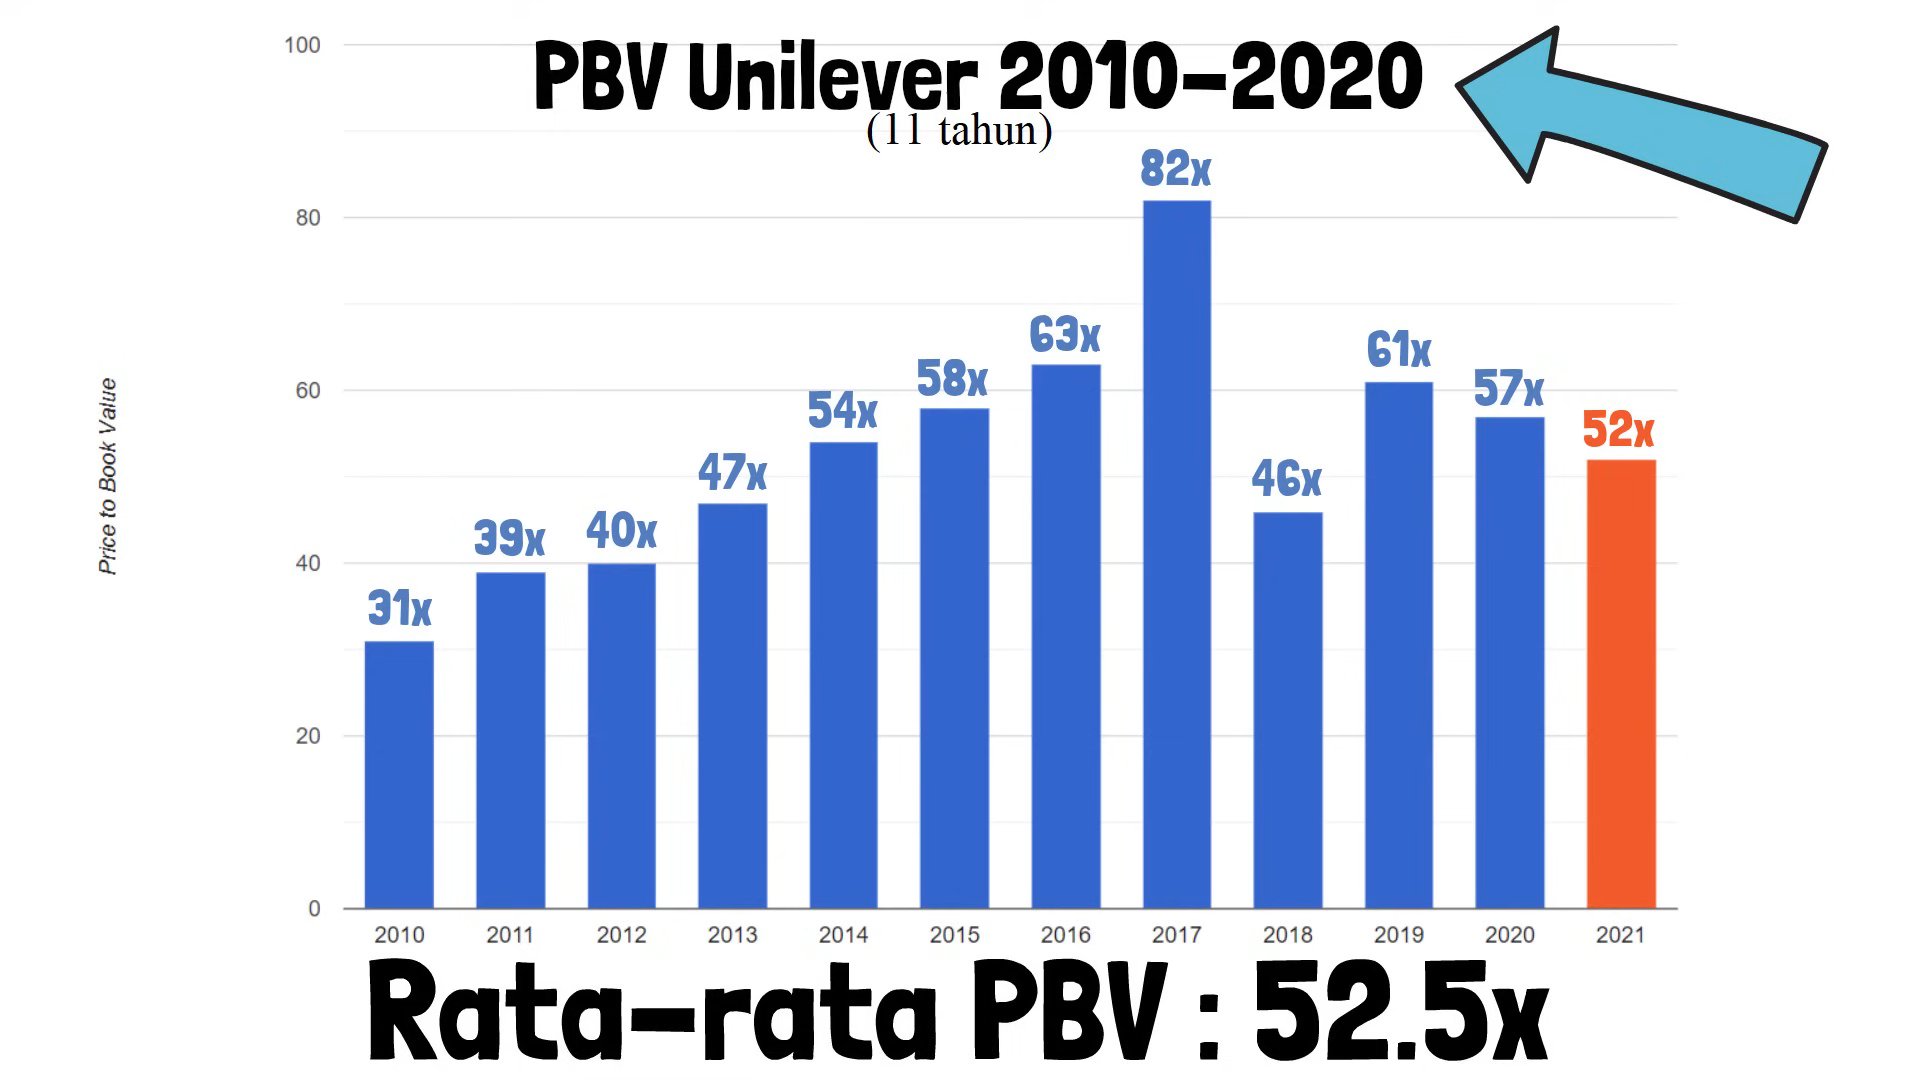 PBV Unilever 2010-2020
(11 tahun)
Price to Book Value
100
80
60
40
20
0
31x
39x
40x
47x
54x
58x
63x
82x
46x
61x
57x
52x
2010 2011 2012 2013 2014 2015 2016 2017 2018 2019 2020 2021
Rata-rata PBV : 52.5x